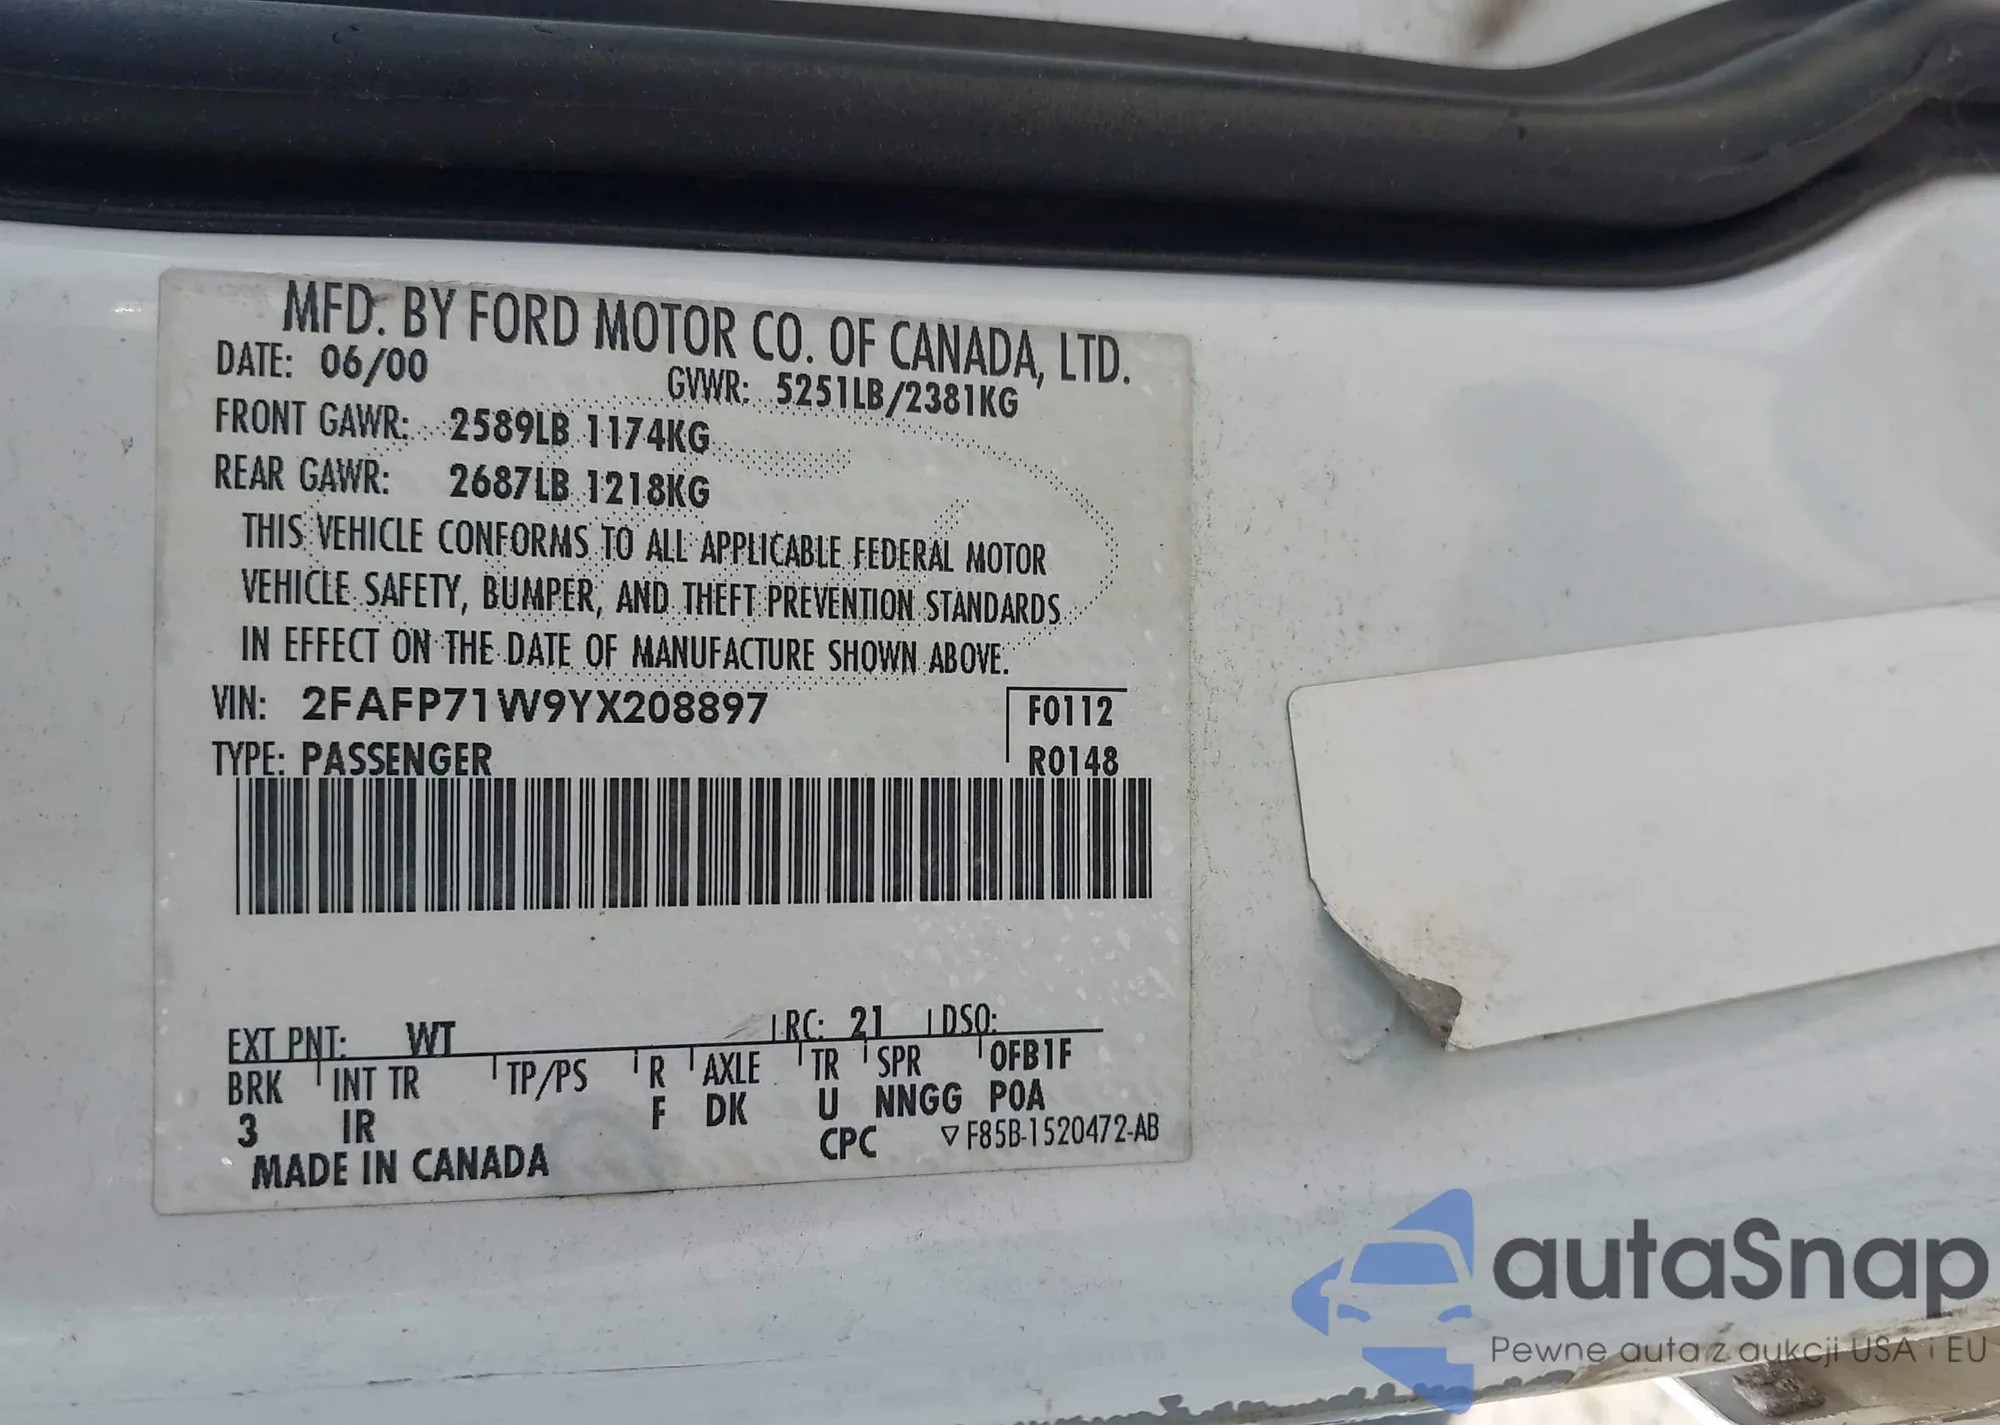 MFD. BY FORD MOTOR CO. OF CANADA, LTD.
DATE: 06/00 GVWR: 5251LB/2381KG
FRONT GAWR: 2589LB 1174KG
REAR GAWR: 2687LB 1218KG
THIS VEHICLE CONFORMS TO ALL APPLICABLE FEDERAL MOTOR
VEHICLE SAFETY, BUMPER, AND THEFT PREVENTION STANDARDS
IN EFFECT ON THE DATE OF MANUFACTURE SHOWN ABOVE.
VIN: 2FAFP71W9YX208897 F0112
TYPE: PASSENGER R0148
EXT PNT: WT RC: 21 DSO:
BRK INT TR TP/PS R AXLE TR SPR 0FB1F
3 IR F DK U NNGG P0A
MADE IN CANADA CPC ▽ F85B-1520472-AB
autaSnap
Pewne auta z aukcji USA i EU